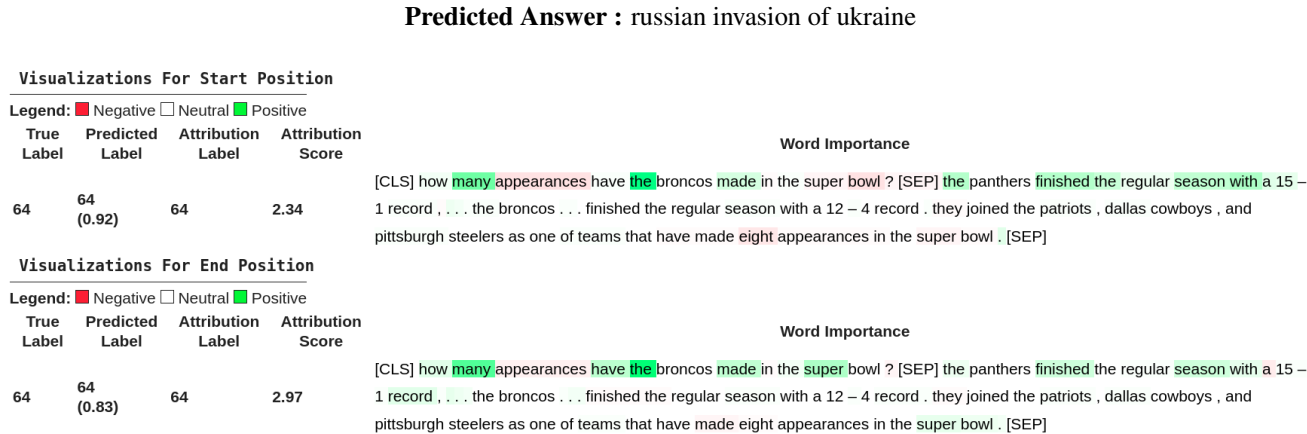 Predicted Answer : russian invasion of ukraine
Visualizations For Start Position
Legend: Negative Neutral Positive
True Label Predicted Label Attribution Label Attribution Score Word Importance
64 64 (0.92) 64 2.34
[CLS] how many appearances have the broncos made in the super bowl ? [SEP] the panthers finished the regular season with a 15 –
1 record , . . . the broncos . . . finished the regular season with a 12 – 4 record . they joined the patriots , dallas cowboys , and
pittsburgh steelers as one of teams that have made eight appearances in the super bowl . [SEP]
Visualizations For End Position
Legend: Negative Neutral Positive
True Label Predicted Label Attribution Label Attribution Score Word Importance
64 64 (0.83) 64 2.97
[CLS] how many appearances have the broncos made in the super bowl ? [SEP] the panthers finished the regular season with a 15 –
1 record , . . . the broncos . . . finished the regular season with a 12 – 4 record . they joined the patriots , dallas cowboys , and
pittsburgh steelers as one of teams that have made eight appearances in the super bowl . [SEP]